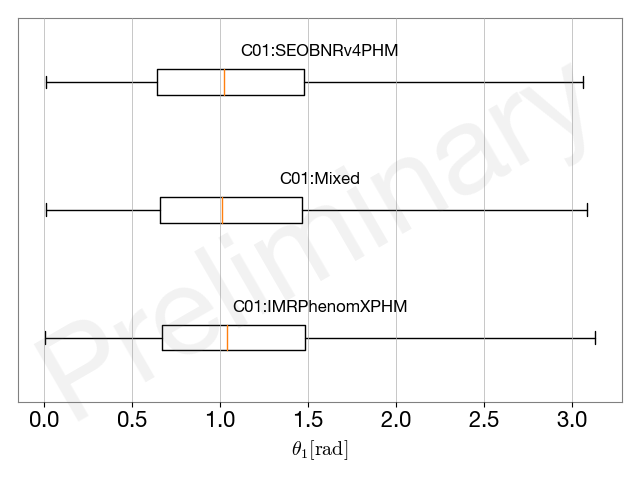 C01:SEOBNRv4PHM
C01:Mixed
C01:IMRPhenomXPHM
Preliminary
0.0 0.5 1.0 1.5 2.0 2.5 3.0
θ₁[rad]